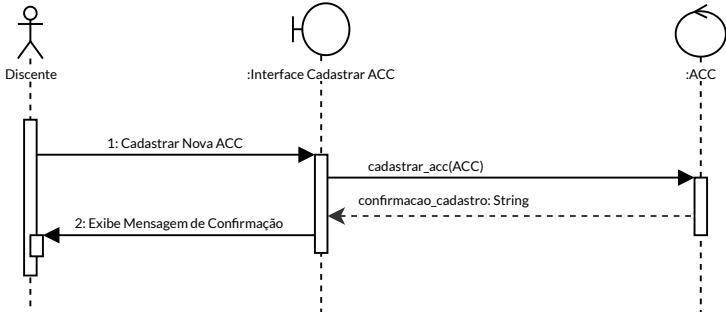 Discente
:Interface Cadastrar ACC
:ACC
1: Cadastrar Nova ACC
cadastrar_acc(ACC)
confirmacao_cadastro: String
2: Exibe Mensagem de Confirmação